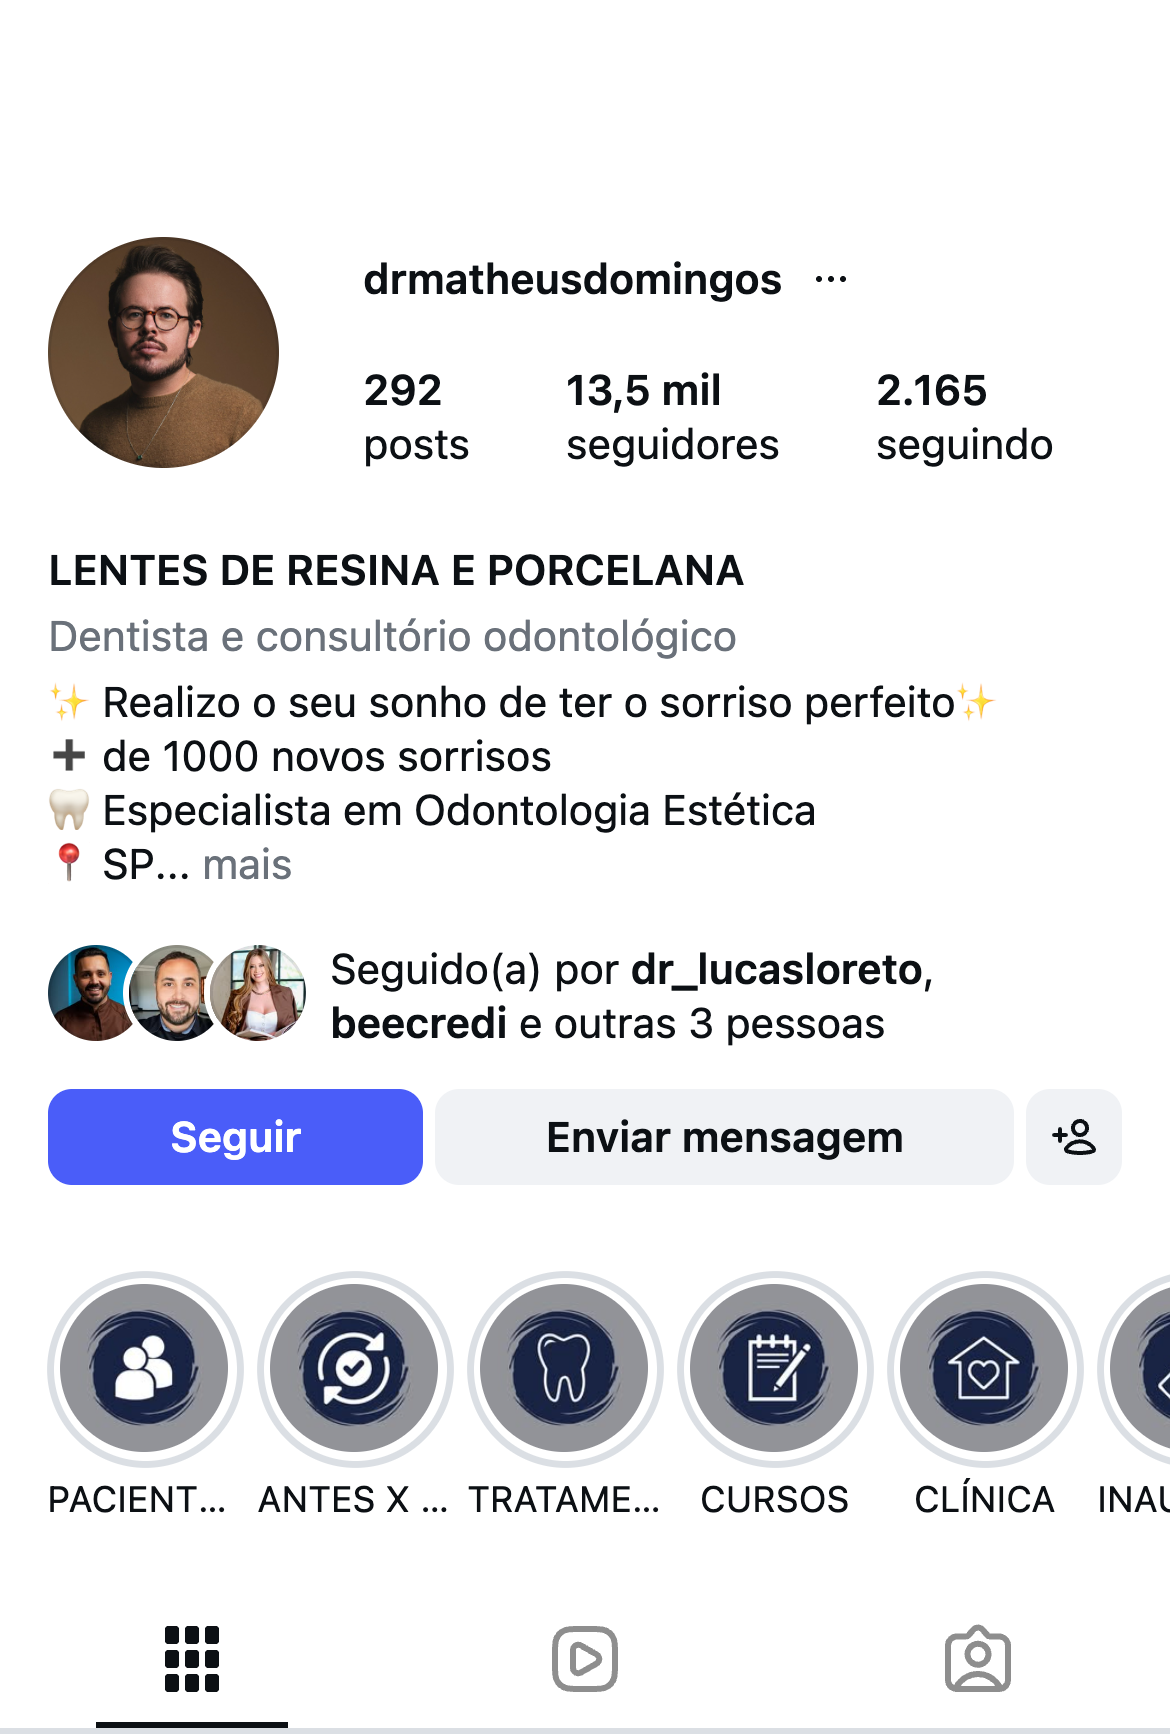 drmatheusdomingos ...
292 13,5 mil 2.165
posts seguidores seguindo
LENTES DE RESINA E PORCELANA
Dentista e consultório odontológico
✨ Realizo o seu sonho de ter o sorriso perfeito✨
➕ de 1000 novos sorrisos
🦷 Especialista em Odontologia Estética
📍 SP... mais
Seguido(a) por dr_lucasloreto,
beecredi e outras 3 pessoas
Seguir Enviar mensagem
PACIENT... ANTES X ... TRATAME... CURSOS CLÍNICA INAU